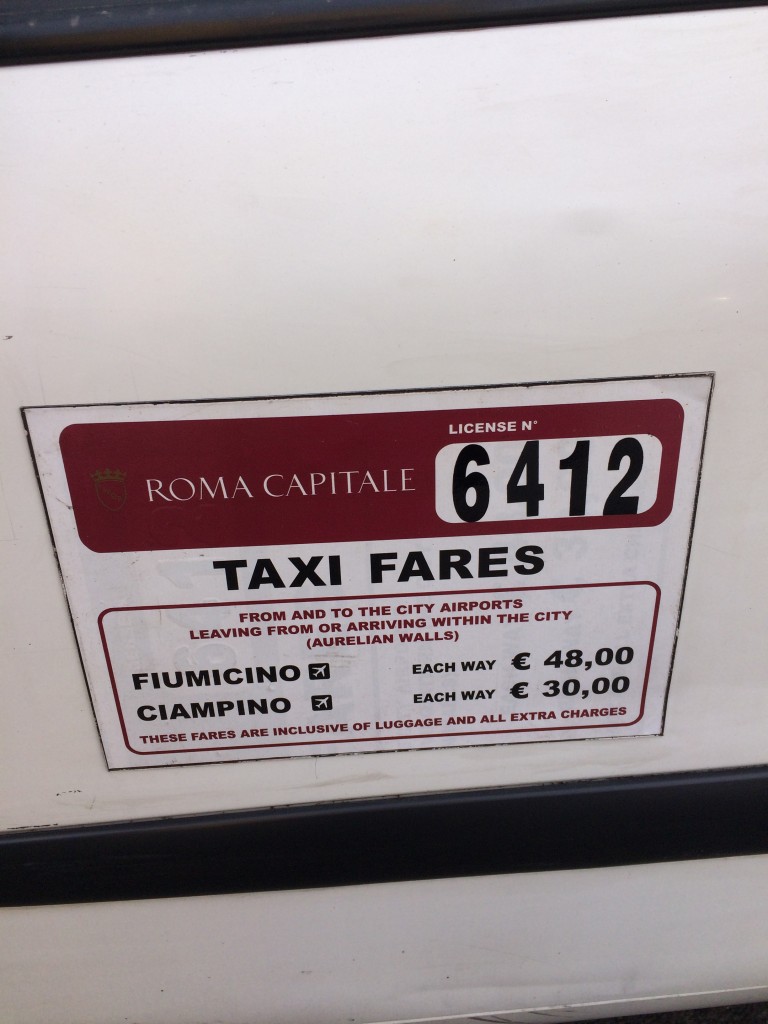 LICENSE N°
ROMA CAPITALE 6412
TAXI FARES
FROM AND TO THE CITY AIRPORTS
LEAVING FROM OR ARRIVING WITHIN THE CITY
(AURELIAN WALLS)
FIUMICINO EACH WAY € 48,00
CIAMPINO EACH WAY € 30,00
THESE FARES ARE INCLUSIVE OF LUGGAGE AND ALL EXTRA CHARGES